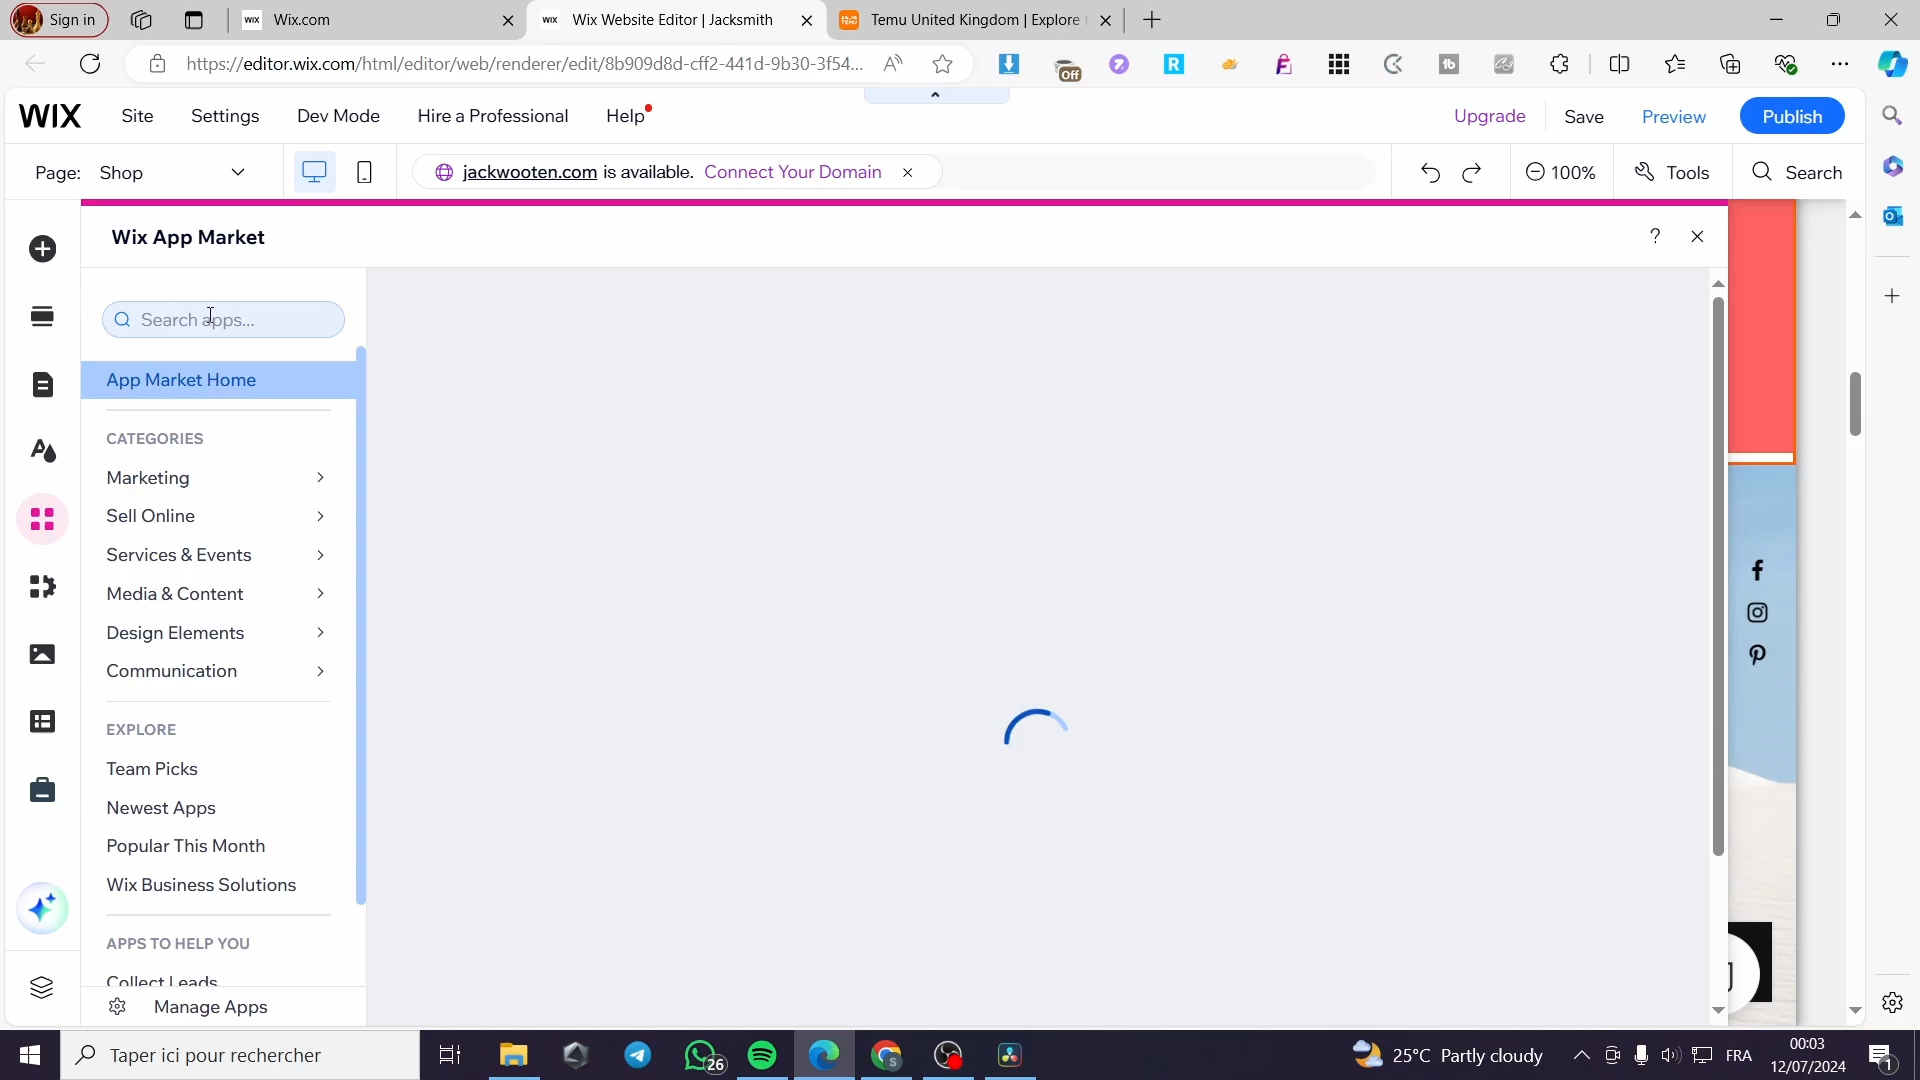 Sign in
WIX Wix.com
WIX Wix Website Editor | Jacksmith
Temu United Kingdom | Explore
https://editor.wix.com/html/editor/web/renderer/edit/8b909d8d-cff2-441d-9b30-3f54...
Off
WIX
Site
Settings
Dev Mode
Hire a Professional
Help
Upgrade
Save
Preview
Publish
Page: Shop
jackwooten.com is available. Connect Your Domain
100%
Tools
Search
Wix App Market
?
Search apps...
App Market Home
CATEGORIES
Marketing
Sell Online
Services & Events
Media & Content
Design Elements
Communication
EXPLORE
Team Picks
Newest Apps
Popular This Month
Wix Business Solutions
APPS TO HELP YOU
Collect Leads
Manage Apps
Taper ici pour rechercher
26
25°C Partly cloudy
FRA
00:03
12/07/2024
1